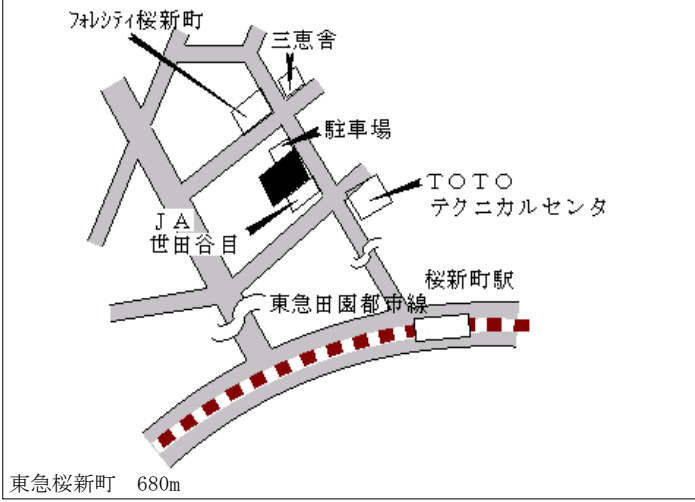 フォレシティ桜新町
三恵舎
駐車場
ＴＯＴＯ
テクニカルセンタ
ＪＡ
世田谷目
桜新町駅
東急田園都市線
東急桜新町　680m